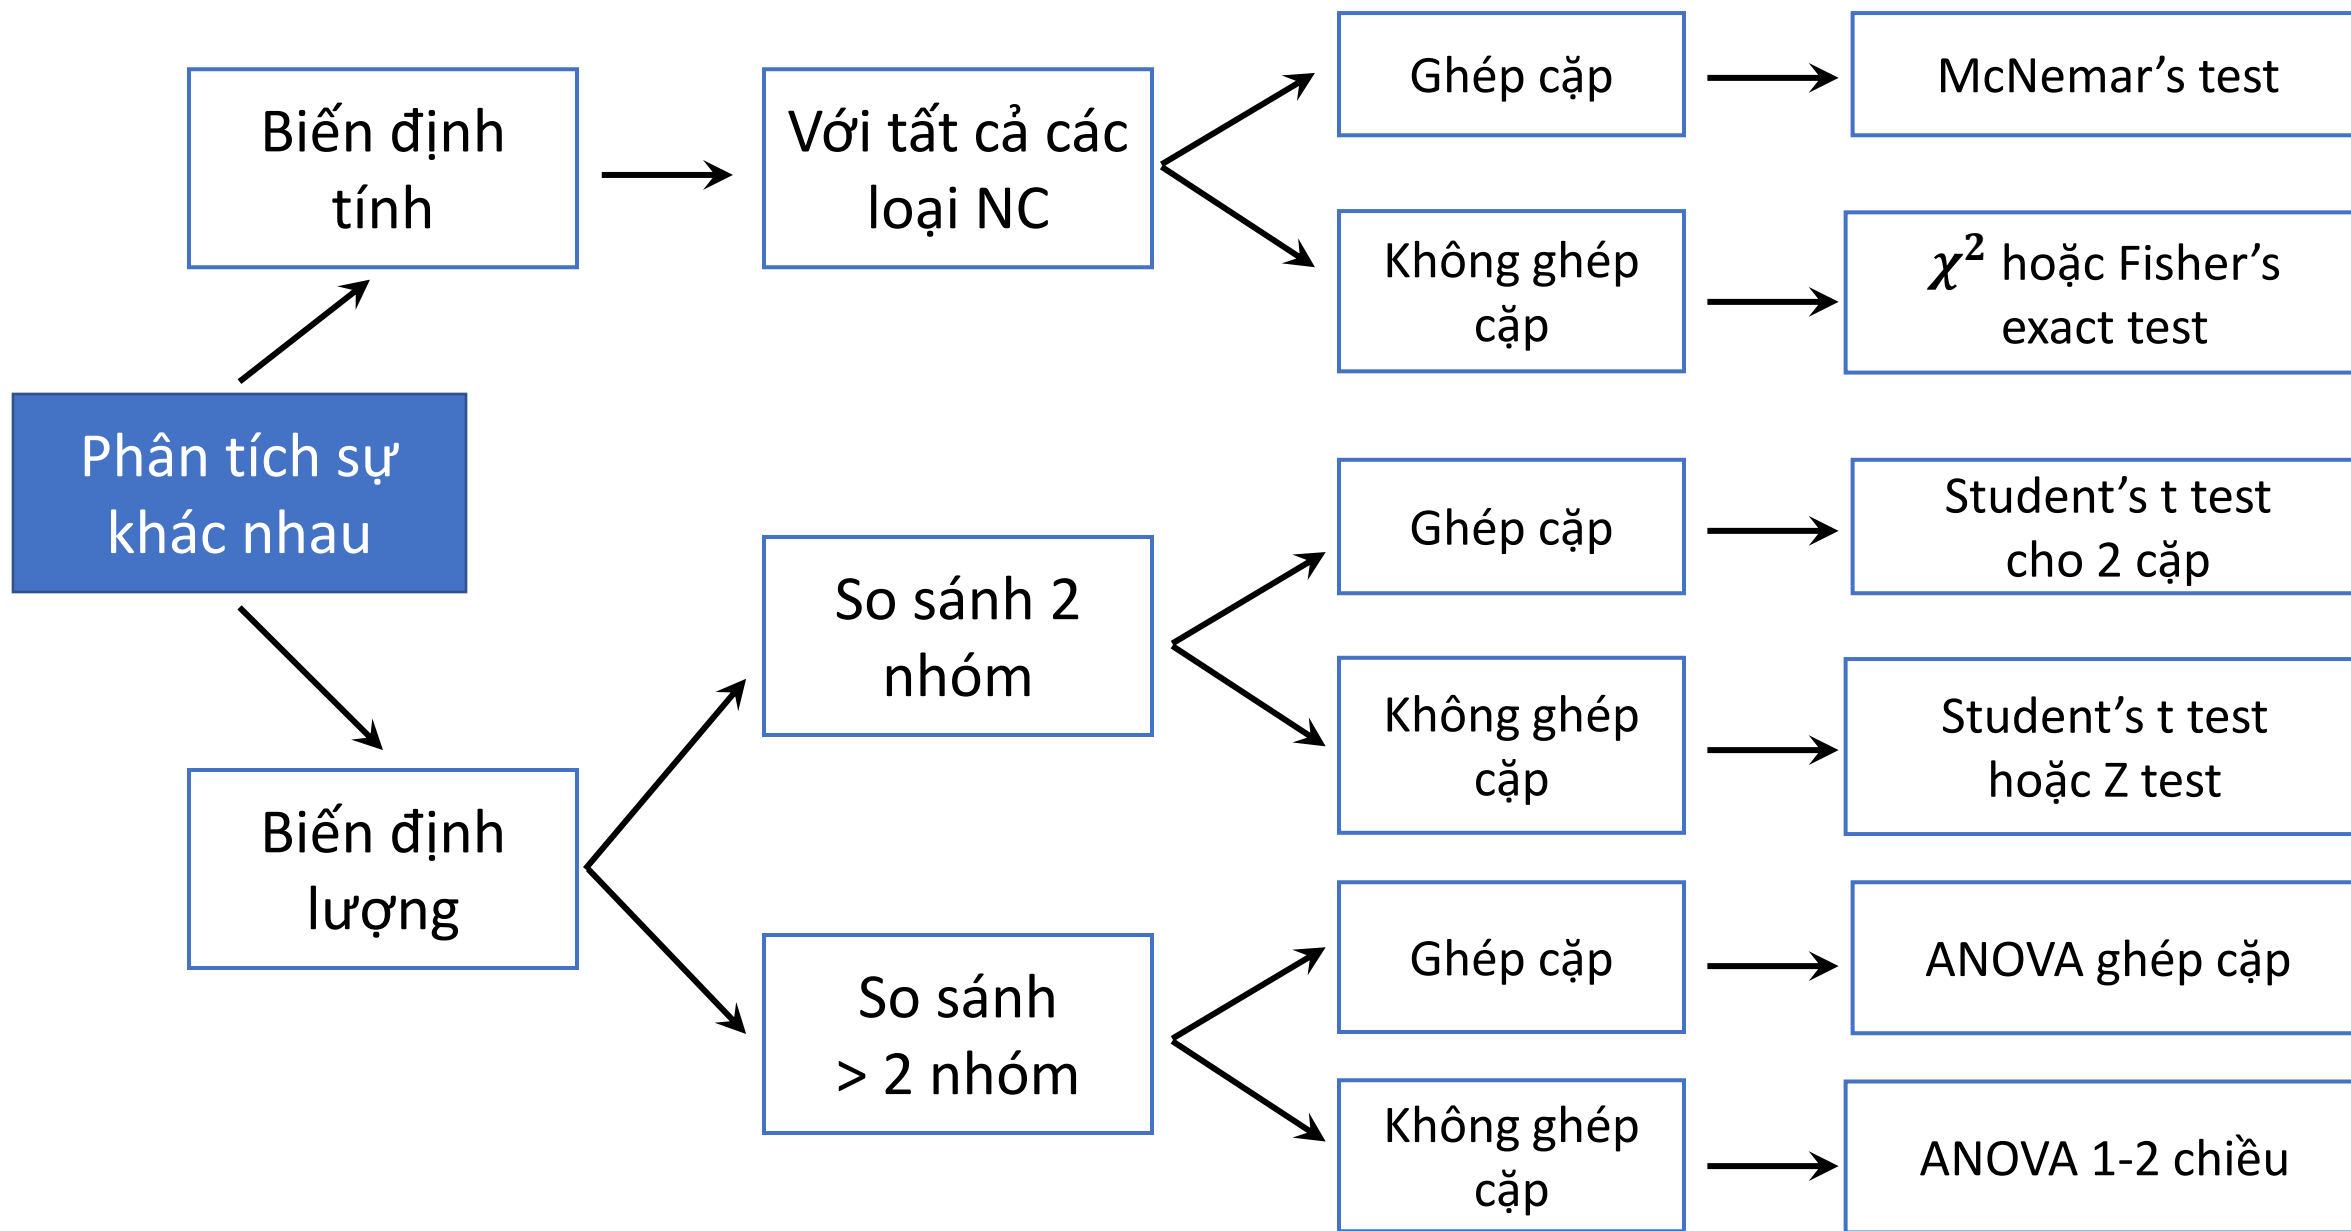 Phân tích sự
khác nhau
Biến định
tính
Với tất cả các
loại NC
Ghép cặp
McNemar’s test
Không ghép
cặp
χ² hoặc Fisher’s
exact test
Biến định
lượng
So sánh 2
nhóm
Ghép cặp
Student’s t test
cho 2 cặp
Không ghép
cặp
Student’s t test
hoặc Z test
So sánh
> 2 nhóm
Ghép cặp
ANOVA ghép cặp
Không ghép
cặp
ANOVA 1-2 chiều